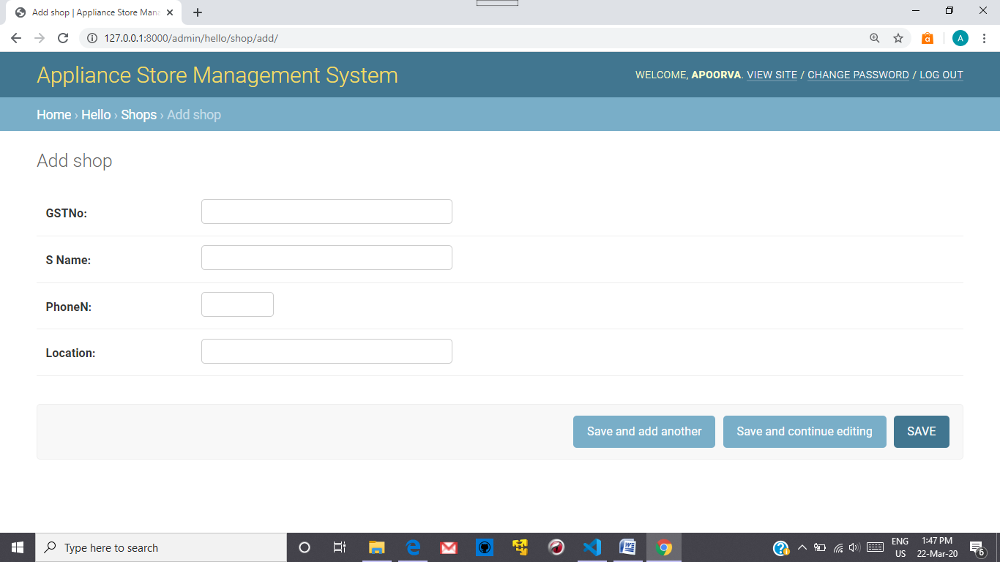 Add shop | Appliance Store Mana
127.0.0.1:8000/admin/hello/shop/add/
A
Appliance Store Management System
WELCOME, APOORVA. VIEW SITE / CHANGE PASSWORD / LOG OUT
Home › Hello › Shops › Add shop
Add shop
GSTNo:
S Name:
PhoneN:
Location:
Save and add another
Save and continue editing
SAVE
Type here to search
ENG
US
1:47 PM
22-Mar-20
6